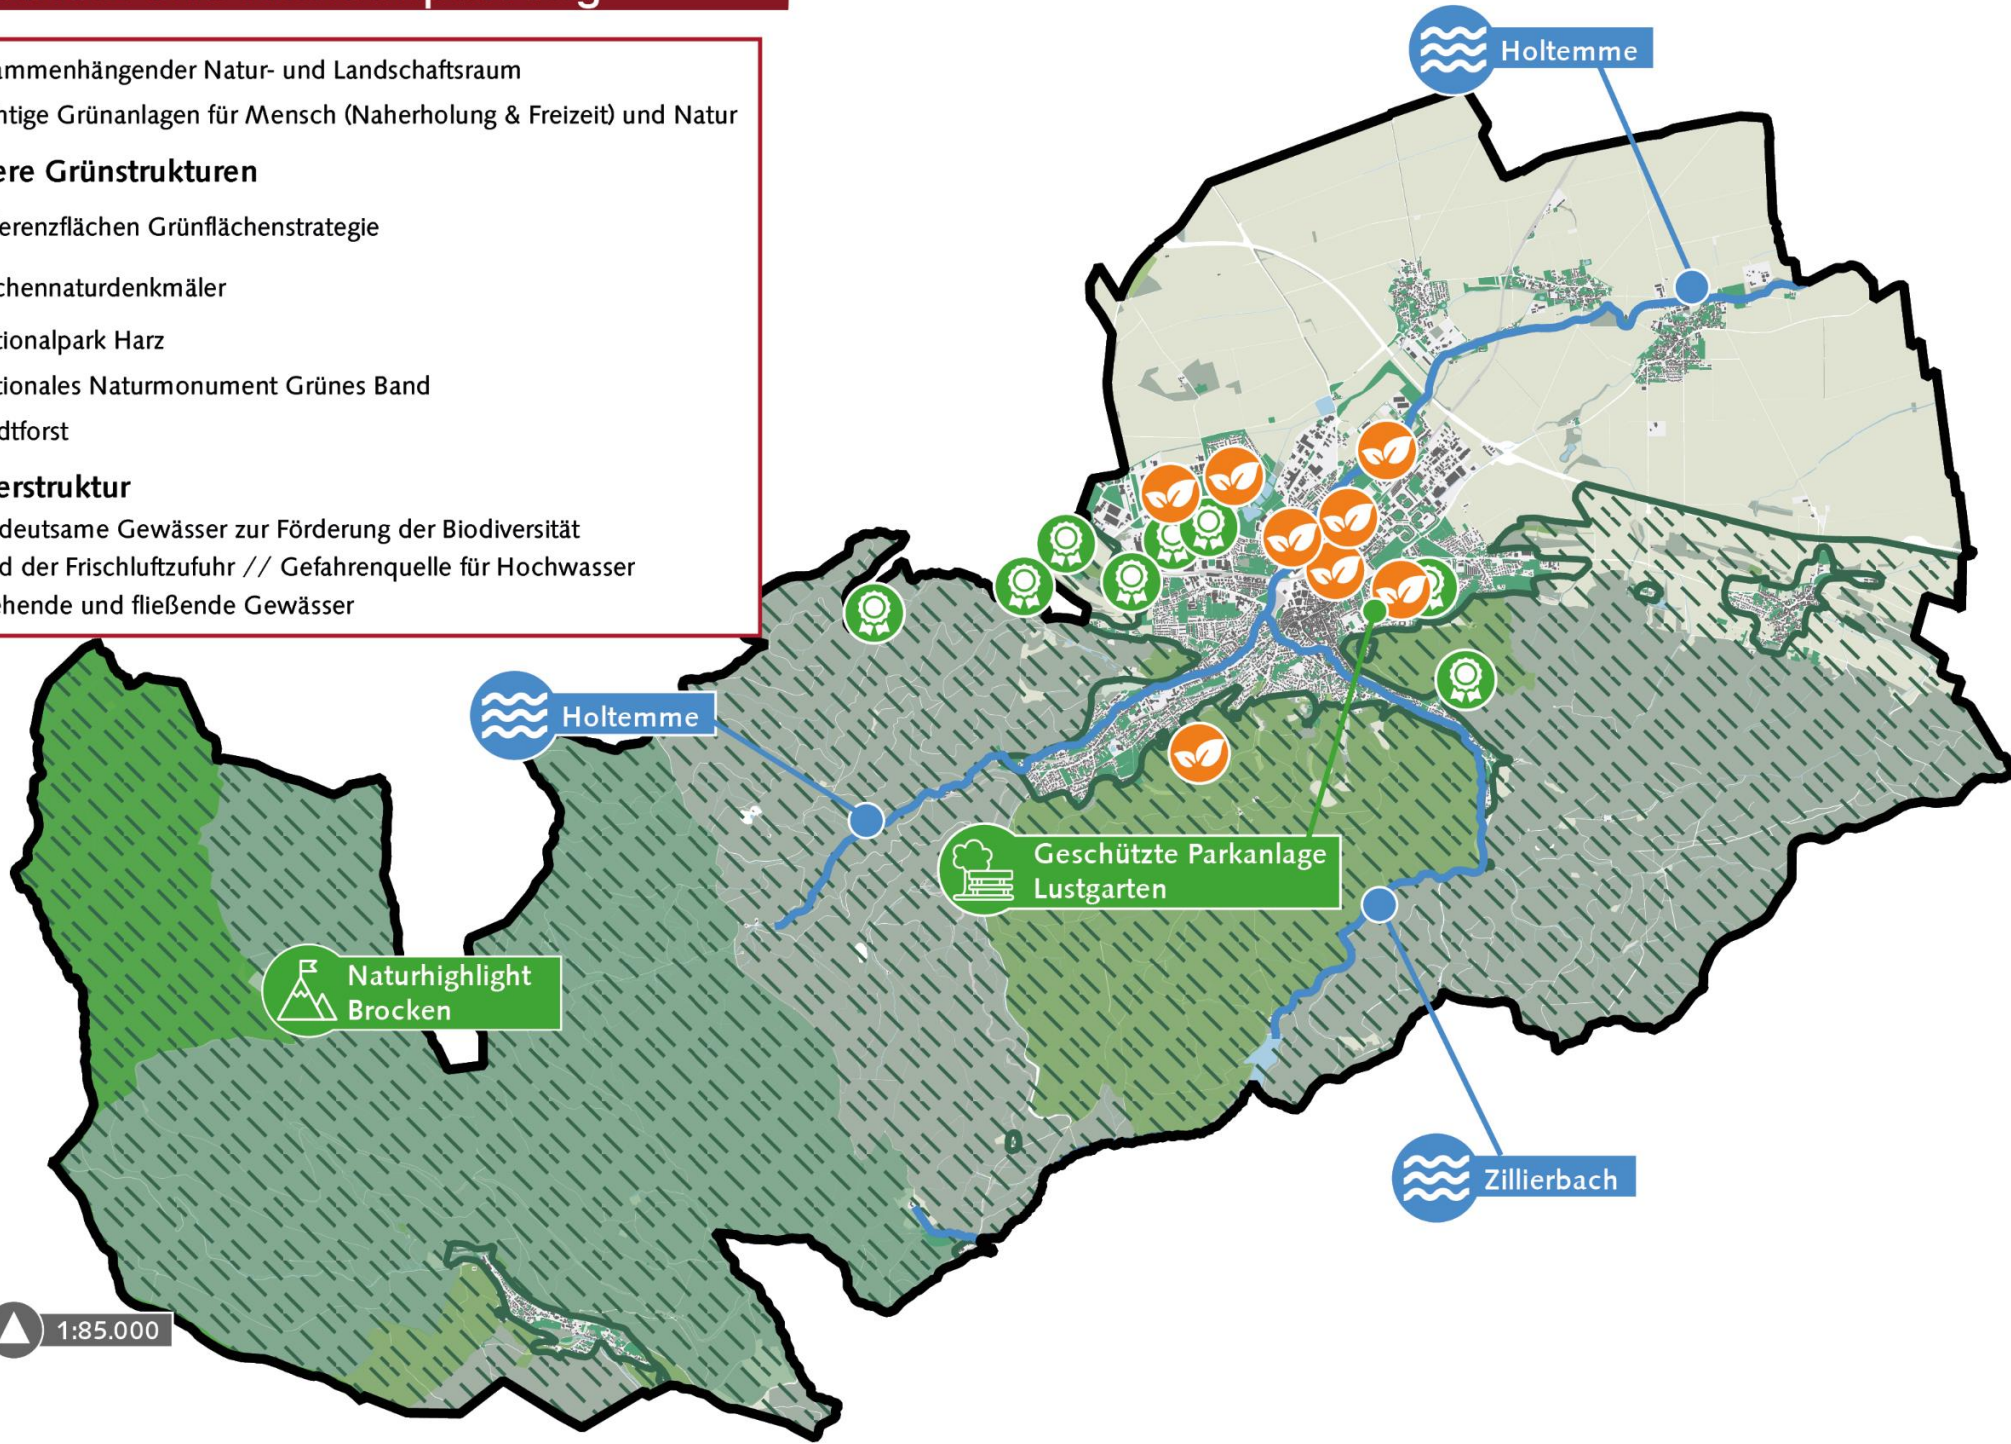 ammenhängender Natur- und Landschaftsraum
htige Grünanlagen für Mensch (Naherholung & Freizeit) und Natur
ere Grünstrukturen
erenzflächen Grünflächenstrategie
chennaturdenkmäler
tionalpark Harz
tionales Naturmonument Grünes Band
dtforst
erstruktur
deutsame Gewässer zur Förderung der Biodiversität
d der Frischluftzufuhr // Gefahrenquelle für Hochwasser
ehende und fließende Gewässer
Holtemme
Holtemme
Geschützte Parkanlage
Lustgarten
Naturhighlight
Brocken
Zillierbach
1:85.000